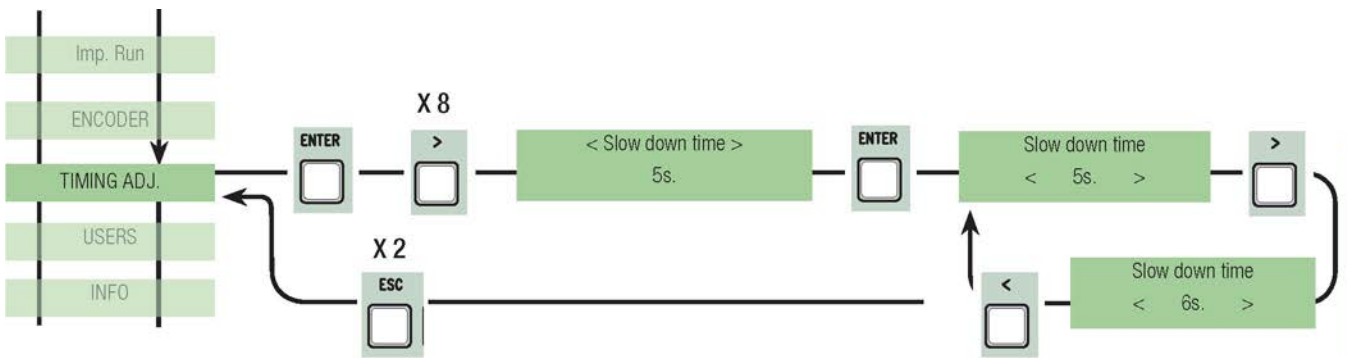 Imp. Run
ENCODER
TIMING ADJ.
USERS
INFO
ENTER
X 8
>
< Slow down time >
5s.
ENTER
Slow down time
< 5s. >
>
Slow down time
< 6s. >
<
X 2
ESC